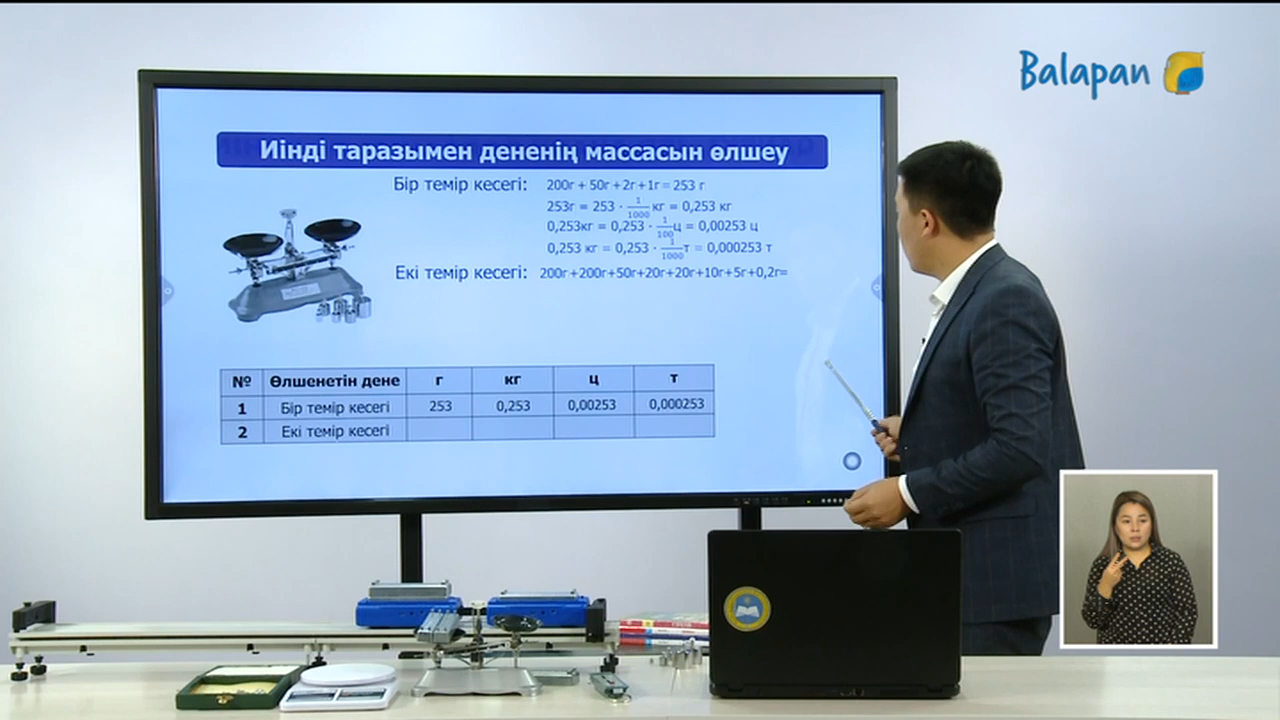 Balapan
Иінді таразымен дененің массасын өлшеу
Бір темір кесегі: 200г + 50г + 2г + 1г = 253 г
253г = 253 · 1/1000 кг = 0,253 кг
0,253кг = 0,253 · 1/100 ц = 0,00253 ц
0,253 кг = 0,253 · 1/1000 т = 0,000253 т
Екі темір кесегі: 200г+200г+50г+20г+20г+10г+5г+0,2г=
№ Өлшенетін дене г кг ц т
1 Бір темір кесегі 253 0,253 0,00253 0,000253
2 Екі темір кесегі